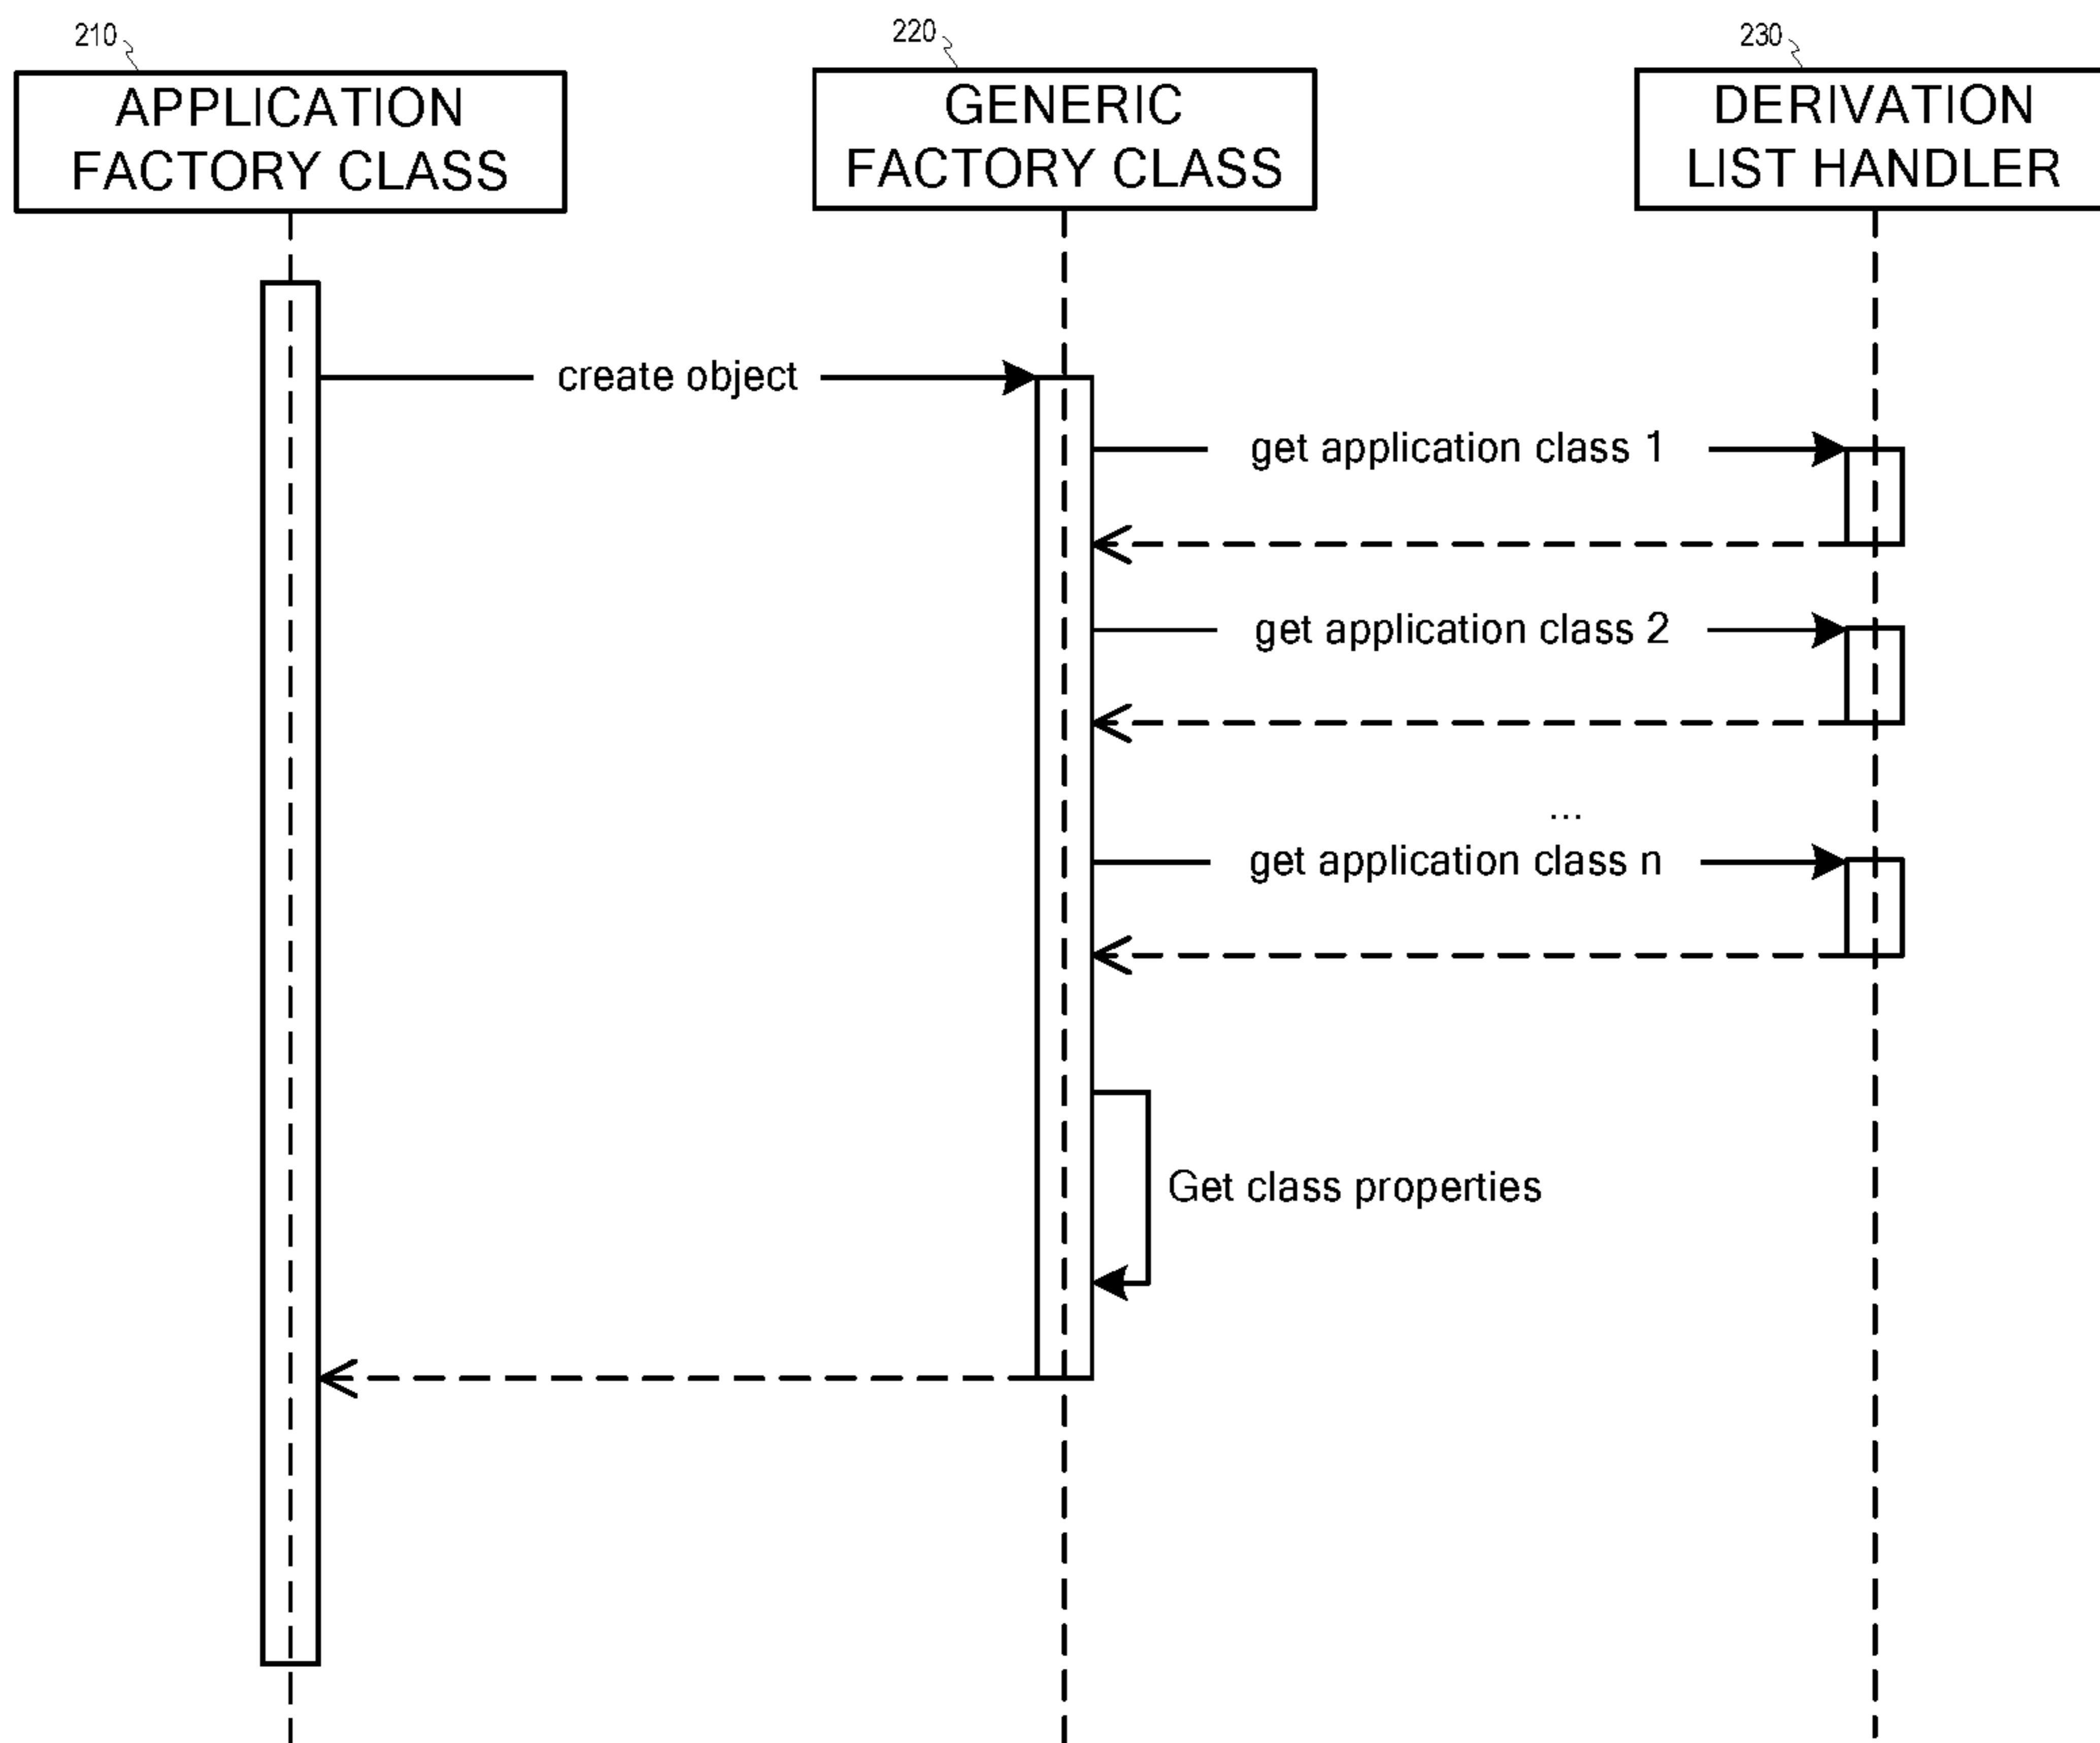 210
220
230
APPLICATION
FACTORY CLASS
GENERIC
FACTORY CLASS
DERIVATION
LIST HANDLER
create object
get application class 1
get application class 2
...
get application class n
Get class properties